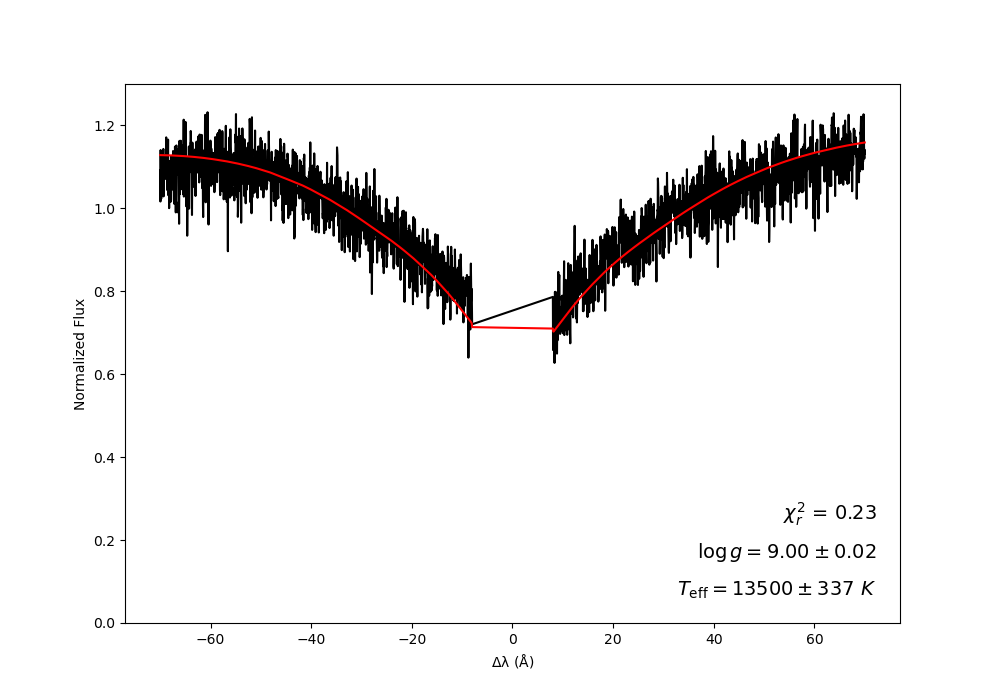 1.2
1.0
0.8
0.6
0.4
0.2
0.0
Normalized Flux
χ²ᵣ = 0.23
log g = 9.00 ± 0.02
T_eff = 13500 ± 337 K
−60 −40 −20 0 20 40 60
Δλ (Å)